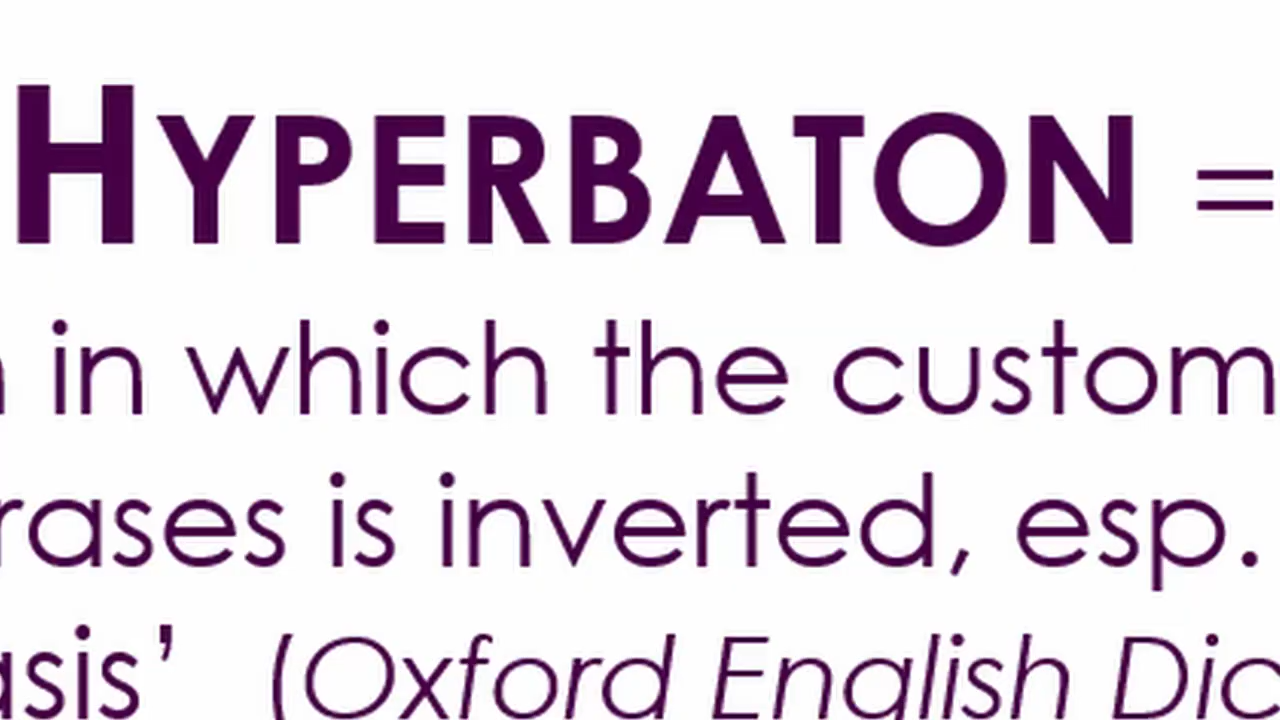 HYPERBATON =
in which the custom
rases is inverted, esp.
asis’ (Oxford English Dic